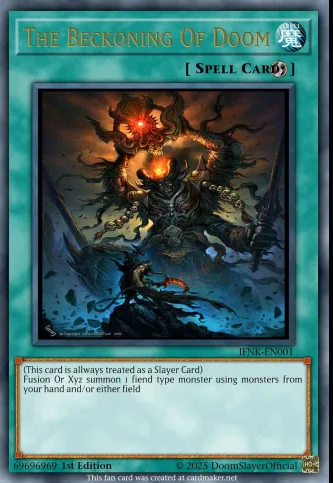 The Beckoning Of Doom
[ Spell Card ]
IFNK-EN001
(This card is allways treated as a Slayer Card)
Fusion Or Xyz summon 1 fiend type monster using monsters from
your hand and/or either field
69696969 1st Edition © 2025 DoomSlayerOfficial
This fan card was created at cardmaker.net